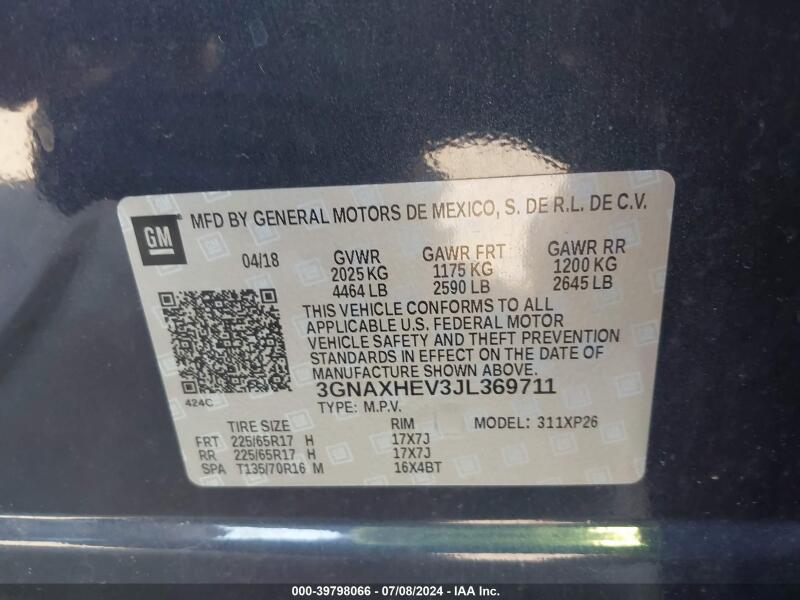 GM
MFD BY GENERAL MOTORS DE MEXICO, S. DE R.L. DE C.V.
04/18 GVWR GAWR FRT GAWR RR
2025 KG 1175 KG 1200 KG
4464 LB 2590 LB 2645 LB
THIS VEHICLE CONFORMS TO ALL
APPLICABLE U.S. FEDERAL MOTOR
VEHICLE SAFETY AND THEFT PREVENTION
STANDARDS IN EFFECT ON THE DATE OF
MANUFACTURE SHOWN ABOVE.
424C 3GNAXHEV3JL369711
TYPE: M.P.V.
TIRE SIZE RIM MODEL: 311XP26
FRT 225/65R17 H 17X7J
RR 225/65R17 H 17X7J
SPA T135/70R16 M 16X4BT
000-39798066 / 07/08/2024 / IAA Inc.